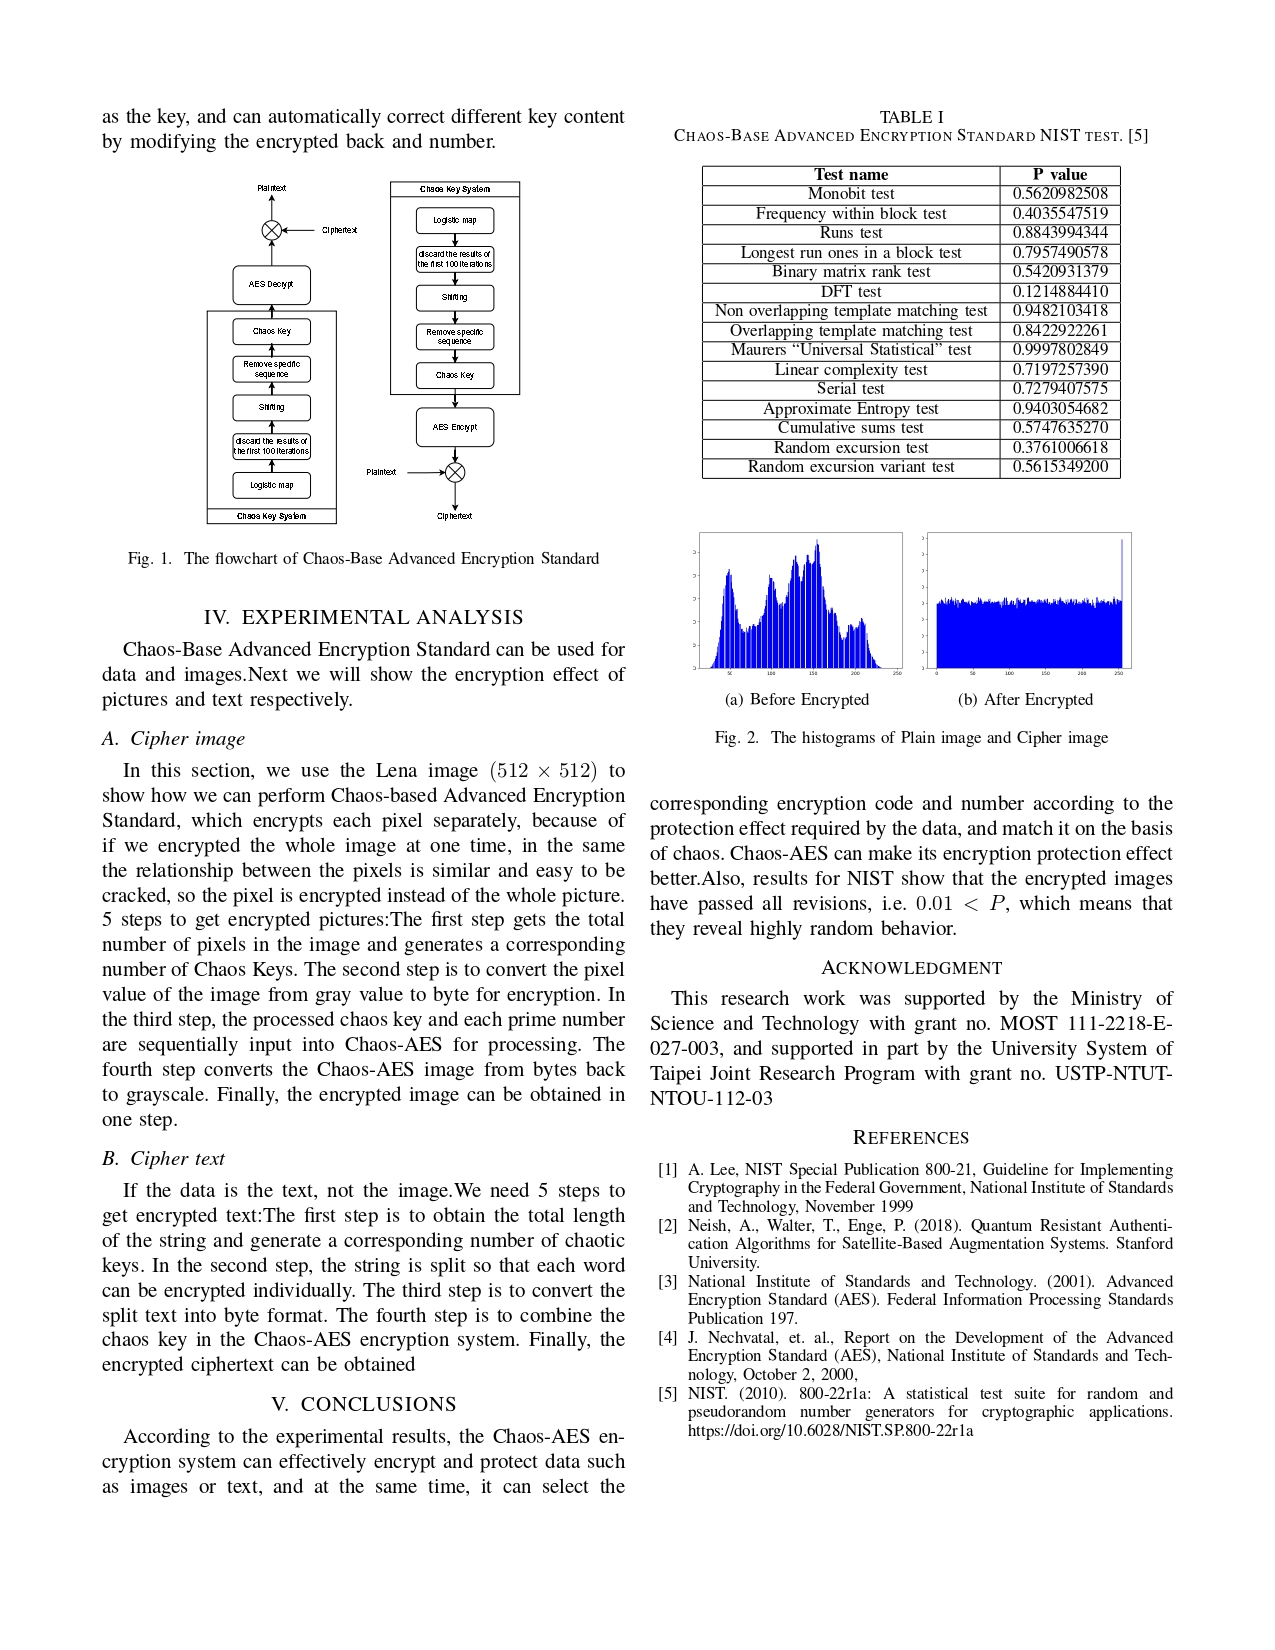 as the key, and can automatically correct different key content
by modifying the encrypted back and number.
Plaintext
Ciphertext
AES Decrypt
Chaos Key
Remove specific
sequence
Shifting
discard the results of
the first 100 iterations
Logistic map
Chaos Key System
Chaos Key System
Logistic map
discard the results of
the first 100 iterations
Shifting
Remove specific
sequence
Chaos Key
AES Encrypt
Plaintext
Ciphertext
Fig. 1. The flowchart of Chaos-Base Advanced Encryption Standard
IV. EXPERIMENTAL ANALYSIS
Chaos-Base Advanced Encryption Standard can be used for
data and images.Next we will show the encryption effect of
pictures and text respectively.
A. Cipher image
In this section, we use the Lena image (512 × 512) to
show how we can perform Chaos-based Advanced Encryption
Standard, which encrypts each pixel separately, because of
if we encrypted the whole image at one time, in the same
the relationship between the pixels is similar and easy to be
cracked, so the pixel is encrypted instead of the whole picture.
5 steps to get encrypted pictures:The first step gets the total
number of pixels in the image and generates a corresponding
number of Chaos Keys. The second step is to convert the pixel
value of the image from gray value to byte for encryption. In
the third step, the processed chaos key and each prime number
are sequentially input into Chaos-AES for processing. The
fourth step converts the Chaos-AES image from bytes back
to grayscale. Finally, the encrypted image can be obtained in
one step.
B. Cipher text
If the data is the text, not the image.We need 5 steps to
get encrypted text:The first step is to obtain the total length
of the string and generate a corresponding number of chaotic
keys. In the second step, the string is split so that each word
can be encrypted individually. The third step is to convert the
split text into byte format. The fourth step is to combine the
chaos key in the Chaos-AES encryption system. Finally, the
encrypted ciphertext can be obtained
V. CONCLUSIONS
According to the experimental results, the Chaos-AES en-
cryption system can effectively encrypt and protect data such
as images or text, and at the same time, it can select the
TABLE I
CHAOS-BASE ADVANCED ENCRYPTION STANDARD NIST TEST. [5]
Test name P value
Monobit test 0.5620982508
Frequency within block test 0.4035547519
Runs test 0.8843994344
Longest run ones in a block test 0.7957490578
Binary matrix rank test 0.5420931379
DFT test 0.1214884410
Non overlapping template matching test 0.9482103418
Overlapping template matching test 0.8422922261
Maurers “Universal Statistical” test 0.9997802849
Linear complexity test 0.7197257390
Serial test 0.7279407575
Approximate Entropy test 0.9403054682
Cumulative sums test 0.5747635270
Random excursion test 0.3761006618
Random excursion variant test 0.5615349200
50 100 150 200 250
0 50 100 150 200 250
(a) Before Encrypted
(b) After Encrypted
Fig. 2. The histograms of Plain image and Cipher image
corresponding encryption code and number according to the
protection effect required by the data, and match it on the basis
of chaos. Chaos-AES can make its encryption protection effect
better.Also, results for NIST show that the encrypted images
have passed all revisions, i.e. 0.01 < P, which means that
they reveal highly random behavior.
ACKNOWLEDGMENT
This research work was supported by the Ministry of
Science and Technology with grant no. MOST 111-2218-E-
027-003, and supported in part by the University System of
Taipei Joint Research Program with grant no. USTP-NTUT-
NTOU-112-03
REFERENCES
[1] A. Lee, NIST Special Publication 800-21, Guideline for Implementing
Cryptography in the Federal Government, National Institute of Standards
and Technology, November 1999
[2] Neish, A., Walter, T., Enge, P. (2018). Quantum Resistant Authenti-
cation Algorithms for Satellite-Based Augmentation Systems. Stanford
University.
[3] National Institute of Standards and Technology. (2001). Advanced
Encryption Standard (AES). Federal Information Processing Standards
Publication 197.
[4] J. Nechvatal, et. al., Report on the Development of the Advanced
Encryption Standard (AES), National Institute of Standards and Tech-
nology, October 2, 2000,
[5] NIST. (2010). 800-22r1a: A statistical test suite for random and
pseudorandom number generators for cryptographic applications.
https://doi.org/10.6028/NIST.SP.800-22r1a